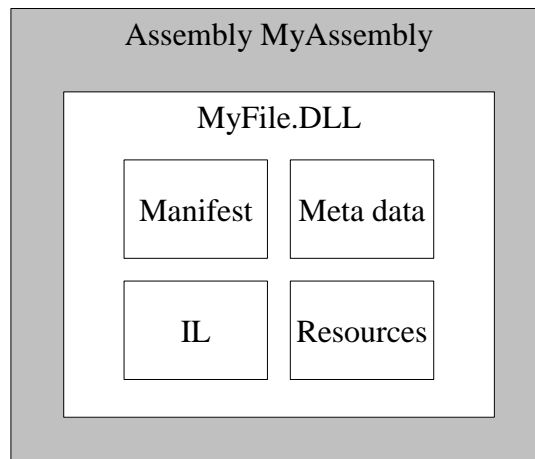 Assembly MyAssembly
MyFile.DLL
Manifest
Meta data
IL
Resources